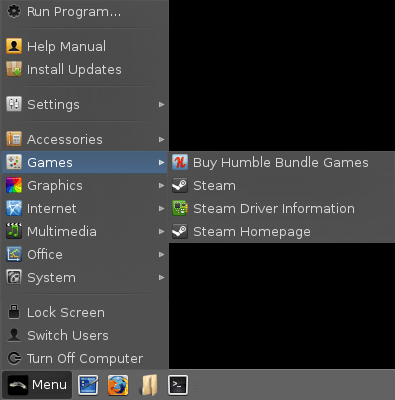 Run Program...
Help Manual
Install Updates
Settings
Accessories
Games
Graphics
Internet
Multimedia
Office
System
Lock Screen
Switch Users
Turn Off Computer
Menu
Buy Humble Bundle Games
Steam
Steam Driver Information
Steam Homepage